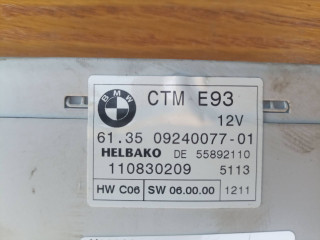 BMW
CTM E93
12V
61.35 09240077-01
HELBAKO DE 55892110
110830209 5113
HW C06 SW 06.00.00 1211